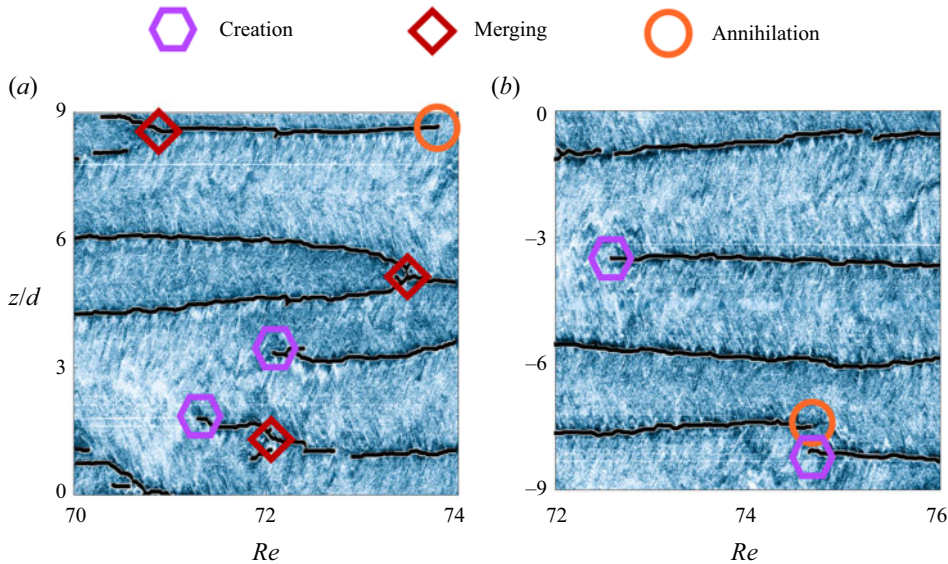 Creation
Merging
Annihilation
(a)
(b)
9
6
z/d
3
0
70
72
74
Re
0
–3
–6
–9
72
74
76
Re